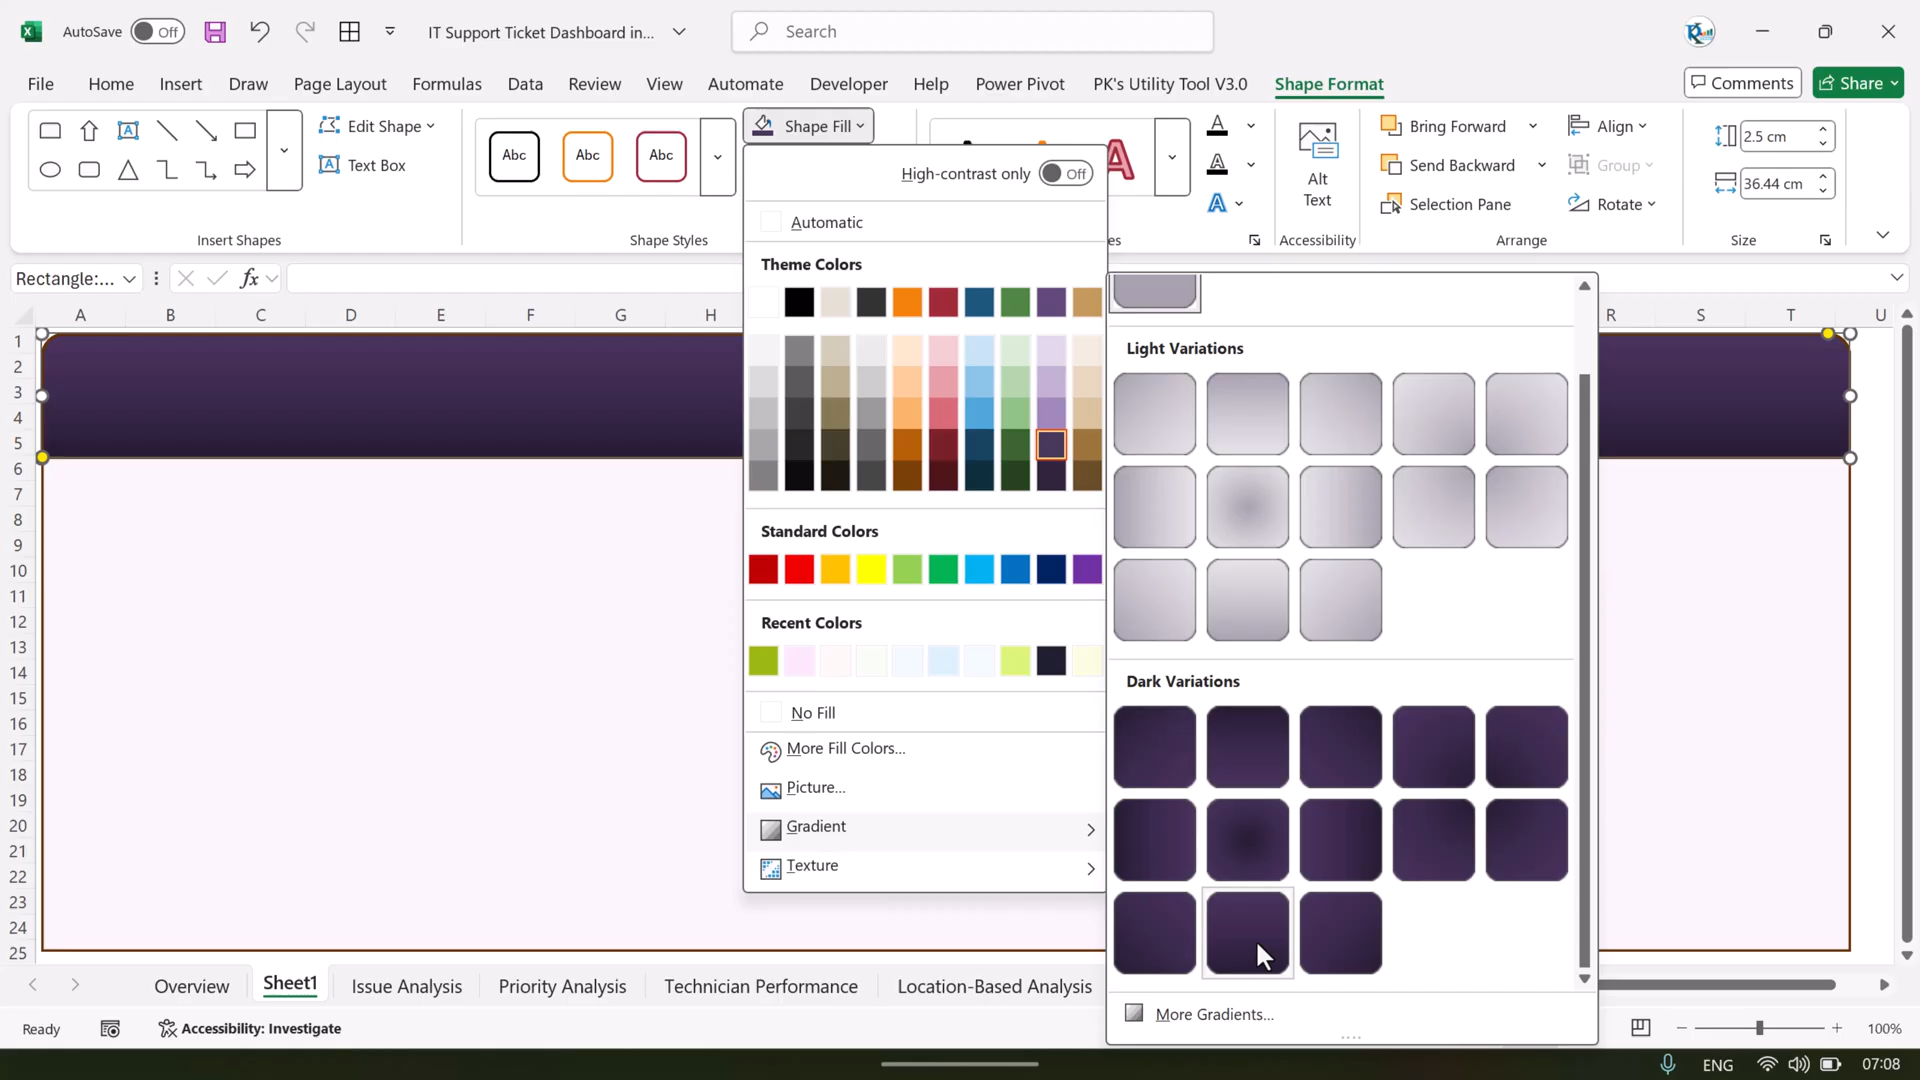 AutoSave Off IT Support Ticket Dashboard in... Search
File Home Insert Draw Page Layout Formulas Data Review View Automate Developer Help Power Pivot PK's Utility Tool V3.0 Shape Format Comments Share
Edit Shape
Text Box
Insert Shapes
Abc Abc Abc
Shape Styles
Shape Fill
Alt
Text
Accessibility
Bring Forward
Send Backward
Selection Pane
Align
Group
Rotate
Arrange
2.5 cm
36.44 cm
Size
Rectangle:... fx
High-contrast only Off
Automatic
Theme Colors
Standard Colors
Recent Colors
No Fill
More Fill Colors...
Picture...
Gradient
Texture
Light Variations
Dark Variations
More Gradients...
A B C D E F G H R S T U
1
2
3
4
5
6
7
8
9
10
11
12
13
14
15
16
17
18
19
20
21
22
23
24
25
Overview Sheet1 Issue Analysis Priority Analysis Technician Performance Location-Based Analysis
Ready Accessibility: Investigate 100%
ENG 07:08